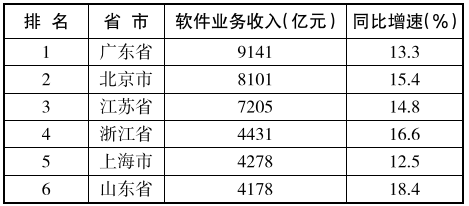 排 名 省 市 软件业务收入(亿元) 同比增速(%)
1 广东省 9141 13.3
2 北京市 8101 15.4
3 江苏省 7205 14.8
4 浙江省 4431 16.6
5 上海市 4278 12.5
6 山东省 4178 18.4